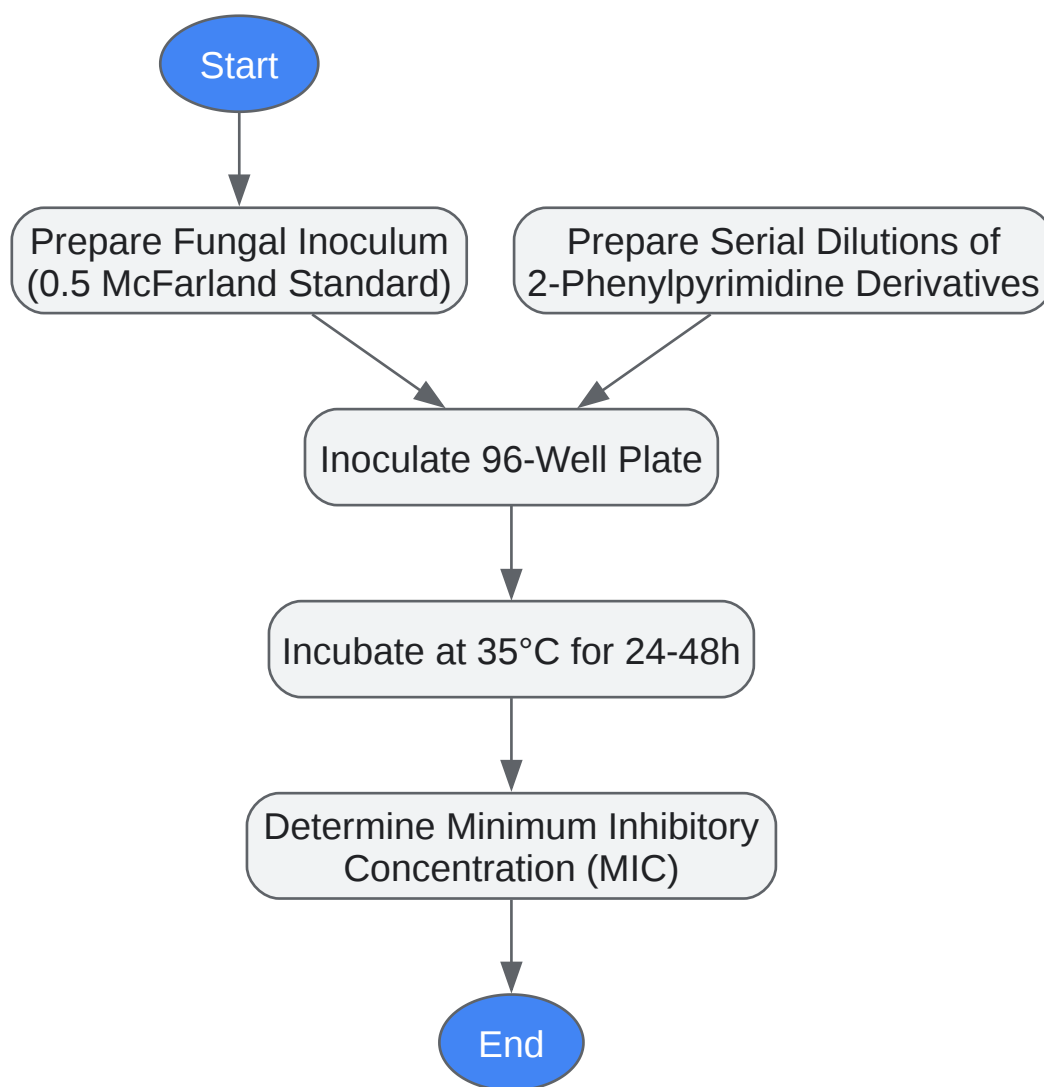 Start
Prepare Fungal Inoculum
(0.5 McFarland Standard)
Prepare Serial Dilutions of
2-Phenylpyrimidine Derivatives
Inoculate 96-Well Plate
Incubate at 35°C for 24-48h
Determine Minimum Inhibitory
Concentration (MIC)
End